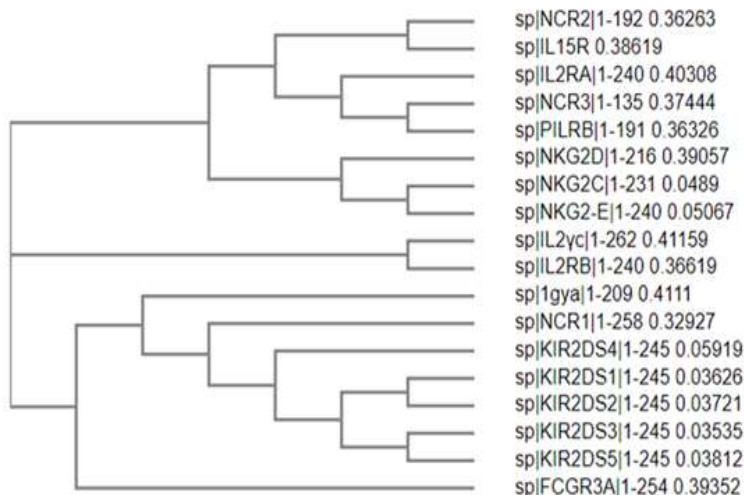 sp|NCR2|1-192 0.36263
sp|IL15R 0.38619
sp|IL2RA|1-240 0.40308
sp|NCR3|1-135 0.37444
sp|PILRB|1-191 0.36326
sp|NKG2D|1-216 0.39057
sp|NKG2C|1-231 0.0489
sp|NKG2-E|1-240 0.05067
sp|IL2γc|1-262 0.41159
sp|IL2RB|1-240 0.36619
sp|1gya|1-209 0.4111
sp|NCR1|1-258 0.32927
sp|KIR2DS4|1-245 0.05919
sp|KIR2DS1|1-245 0.03626
sp|KIR2DS2|1-245 0.03721
sp|KIR2DS3|1-245 0.03535
sp|KIR2DS5|1-245 0.03812
sp|FCGR3A|1-254 0.39352